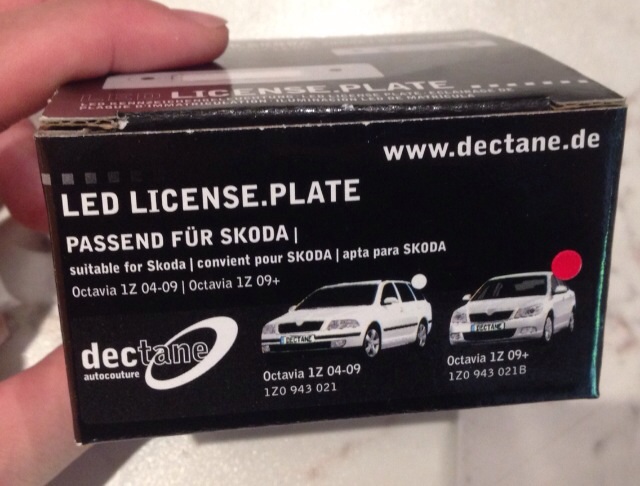 LICENSE.PLATE
www.dectane.de
LED LICENSE.PLATE
PASSEND FÜR SKODA |
suitable for Skoda | convient pour SKODA | apta para SKODA
Octavia 1Z 04-09 | Octavia 1Z 09+
dectane
autocouture
DECTANE
DECTANE
Octavia 1Z 04-09
1Z0 943 021
Octavia 1Z 09+
1Z0 943 021B